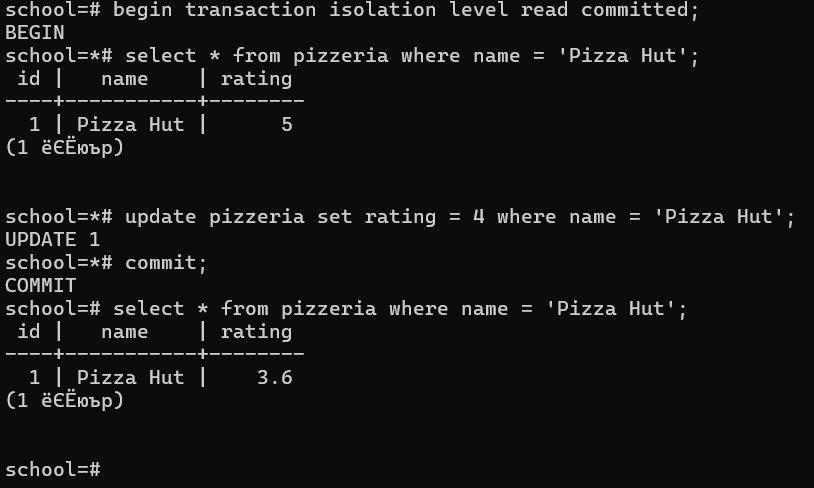 school=# begin transaction isolation level read committed;
BEGIN
school=*# select * from pizzeria where name = 'Pizza Hut';
 id |   name    | rating
----+-----------+--------
  1 | Pizza Hut |      5
(1 ёЄЁюър)
school=*# update pizzeria set rating = 4 where name = 'Pizza Hut';
UPDATE 1
school=*# commit;
COMMIT
school=# select * from pizzeria where name = 'Pizza Hut';
 id |   name    | rating
----+-----------+--------
  1 | Pizza Hut |    3.6
(1 ёЄЁюър)
school=#